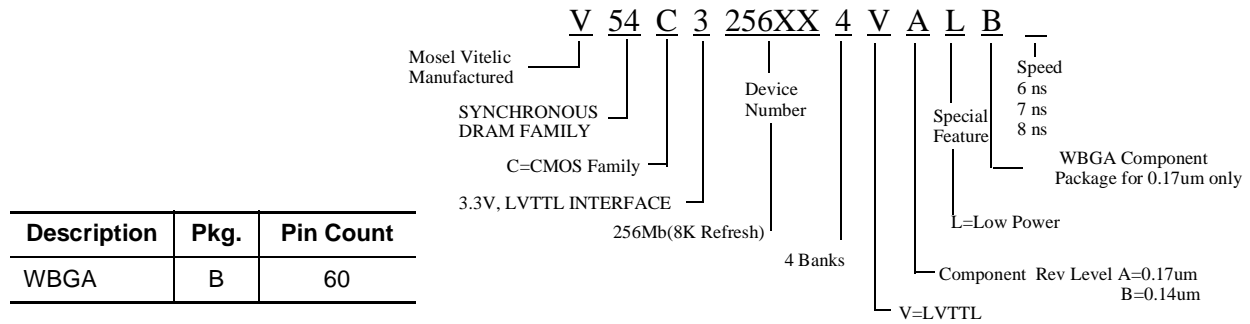 V 54 C 3 256XX 4 V A L B _
Mosel Vitelic
Manufactured
SYNCHRONOUS
DRAM FAMILY
C=CMOS Family
3.3V, LVTTL INTERFACE
Device
Number
256Mb(8K Refresh)
4 Banks
Special
Feature
Speed
6 ns
7 ns
8 ns
WBGA Component
Package for 0.17um only
L=Low Power
Component Rev Level A=0.17um
B=0.14um
V=LVTTL
Description Pkg. Pin Count
WBGA B 60